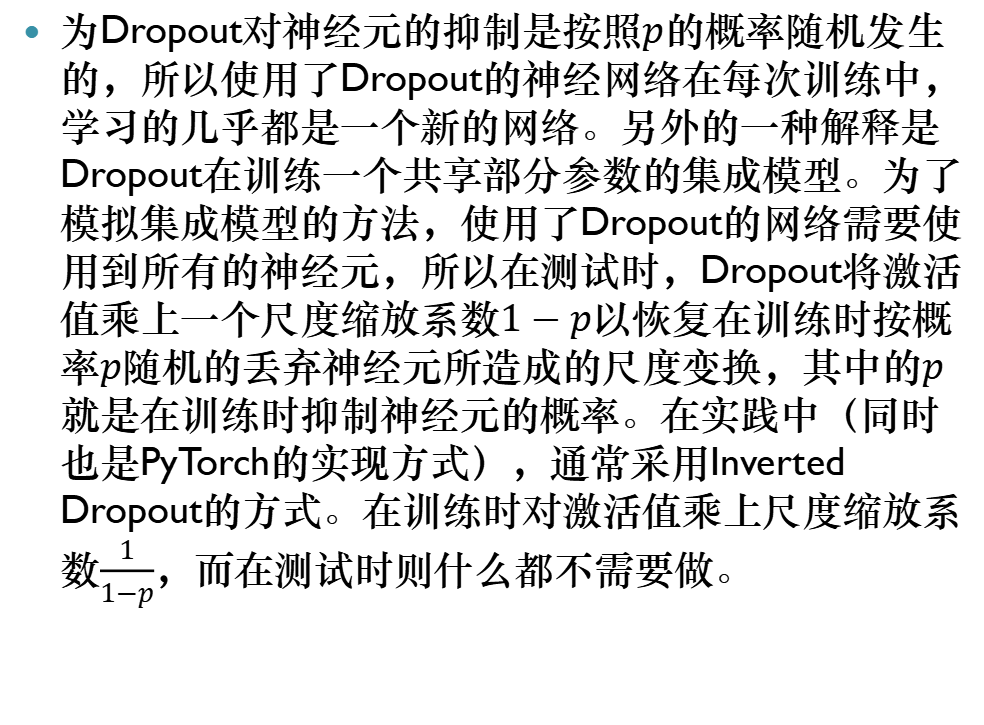 • 为Dropout对神经元的抑制是按照p的概率随机发生
的，所以使用了Dropout的神经网络在每次训练中，
学习的几乎都是一个新的网络。另外的一种解释是
Dropout在训练一个共享部分参数的集成模型。为了
模拟集成模型的方法，使用了Dropout的网络需要使
用到所有的神经元，所以在测试时，Dropout将激活
值乘上一个尺度缩放系数1 − p以恢复在训练时按概
率p随机的丢弃神经元所造成的尺度变换，其中的p
就是在训练时抑制神经元的概率。在实践中（同时
也是PyTorch的实现方式），通常采用Inverted
Dropout的方式。在训练时对激活值乘上尺度缩放系
数1/(1−p)，而在测试时则什么都不需要做。